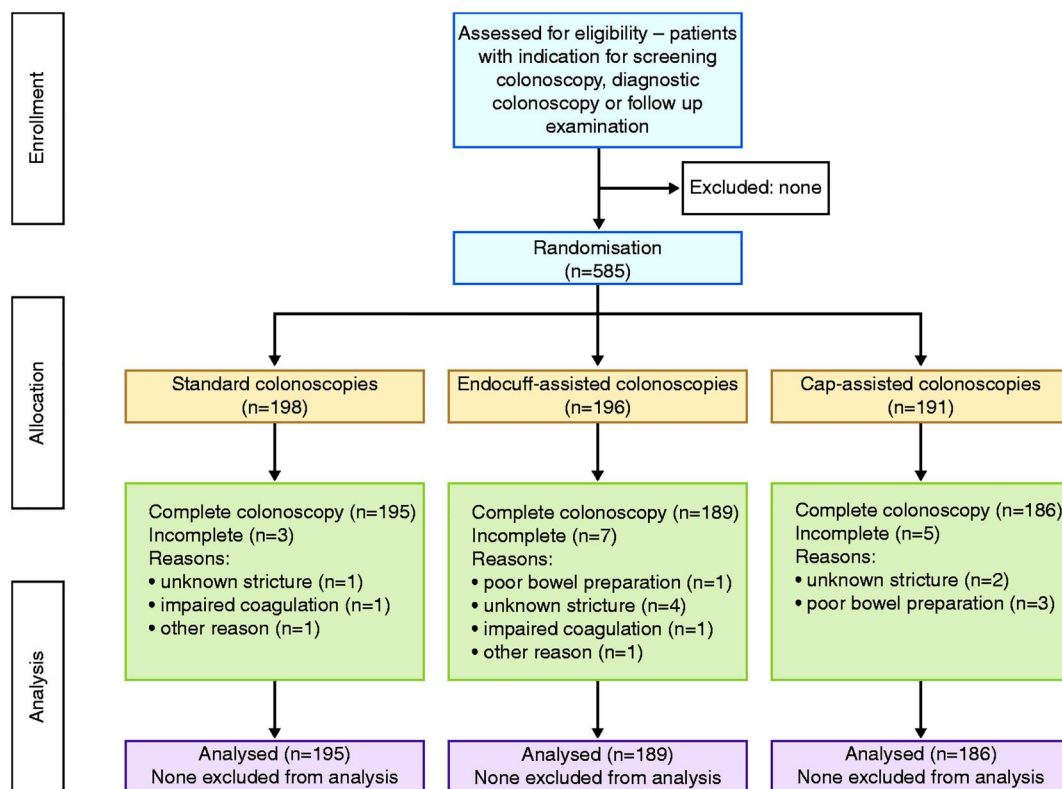 Enrollment
Assessed for eligibility – patients
with indication for screening
colonoscopy, diagnostic
colonoscopy or follow up
examination
Excluded: none
Randomisation
(n=585)
Allocation
Standard colonoscopies
(n=198)
Endocuff-assisted colonoscopies
(n=196)
Cap-assisted colonoscopies
(n=191)
Complete colonoscopy (n=195)
Incomplete (n=3)
Reasons:
• unknown stricture (n=1)
• impaired coagulation (n=1)
• other reason (n=1)
Complete colonoscopy (n=189)
Incomplete (n=7)
Reasons:
• poor bowel preparation (n=1)
• unknown stricture (n=4)
• impaired coagulation (n=1)
• other reason (n=1)
Complete colonoscopy (n=186)
Incomplete (n=5)
Reasons:
• unknown stricture (n=2)
• poor bowel preparation (n=3)
Analysis
Analysed (n=195)
None excluded from analysis
Analysed (n=189)
None excluded from analysis
Analysed (n=186)
None excluded from analysis